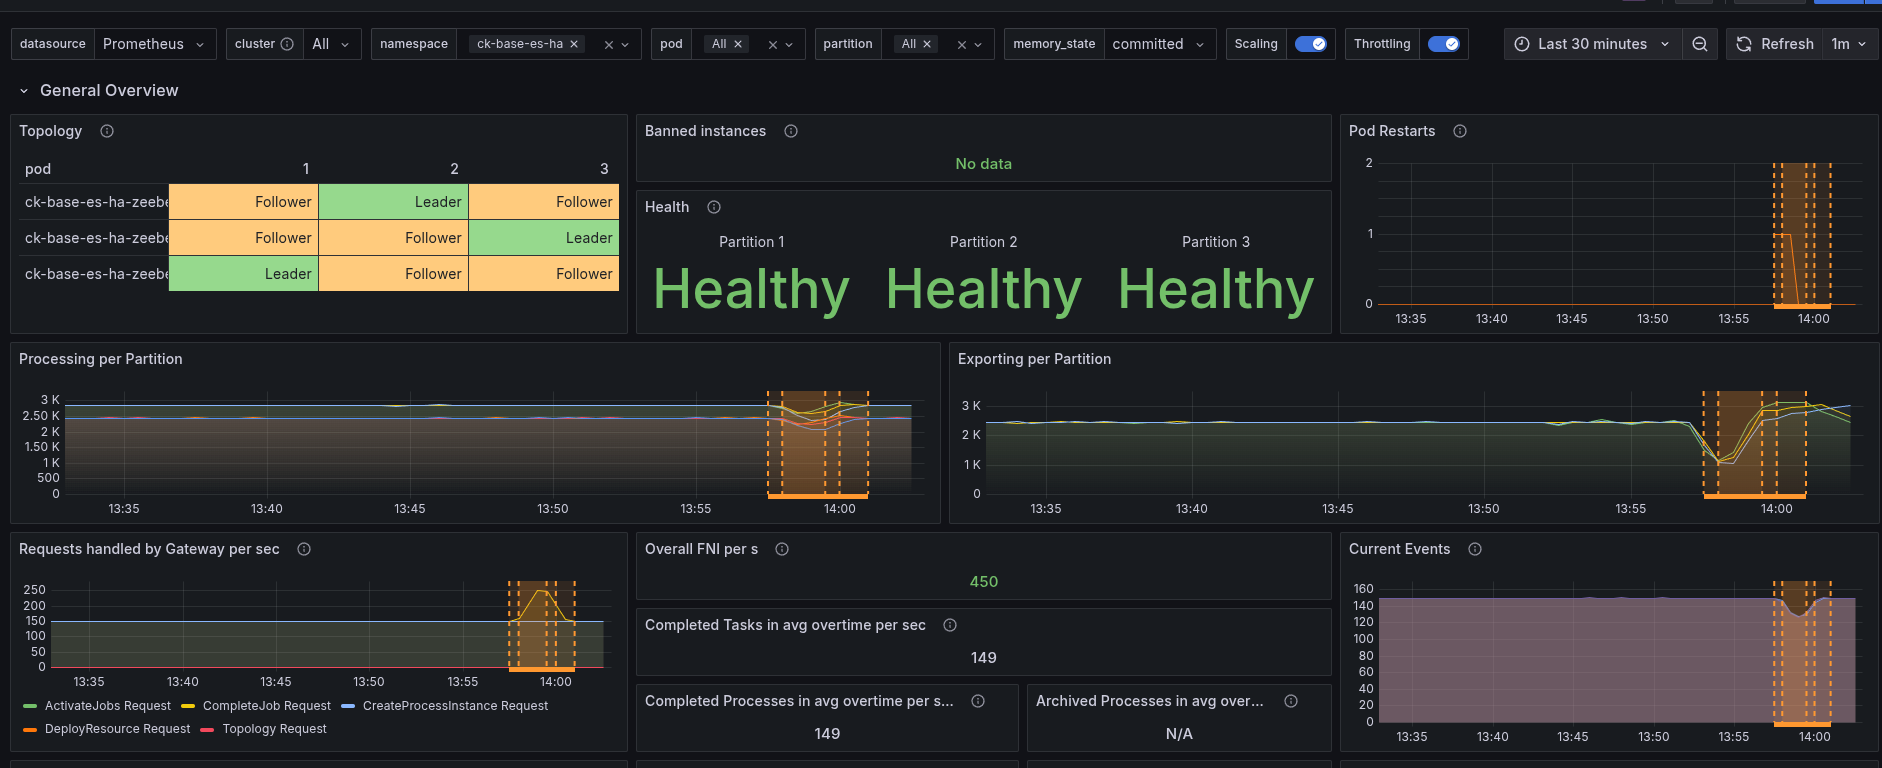 datasource Prometheus cluster All namespace ck-base-es-ha pod All partition All memory_state committed Scaling Throttling Last 30 minutes Refresh 1m
General Overview
Topology
pod 1 2 3
ck-base-es-ha-zeebe Follower Leader Follower
ck-base-es-ha-zeebe Follower Follower Leader
ck-base-es-ha-zeebe Leader Follower Follower
Banned instances
No data
Health
Partition 1 Partition 2 Partition 3
Healthy Healthy Healthy
Pod Restarts
2
1
0
13:35 13:40 13:45 13:50 13:55 14:00
Processing per Partition
3 K
2.50 K
2 K
1.50 K
1 K
500
0
13:35 13:40 13:45 13:50 13:55 14:00
Exporting per Partition
3 K
2 K
1 K
0
13:35 13:40 13:45 13:50 13:55 14:00
Requests handled by Gateway per sec
250
200
150
100
50
0
13:35 13:40 13:45 13:50 13:55 14:00
ActivateJobs Request CompleteJob Request CreateProcessInstance Request
DeployResource Request Topology Request
Overall FNI per s
450
Completed Tasks in avg overtime per sec
149
Completed Processes in avg overtime per s...
149
Archived Processes in avg over...
N/A
Current Events
160
140
120
100
80
60
40
20
0
13:35 13:40 13:45 13:50 13:55 14:00